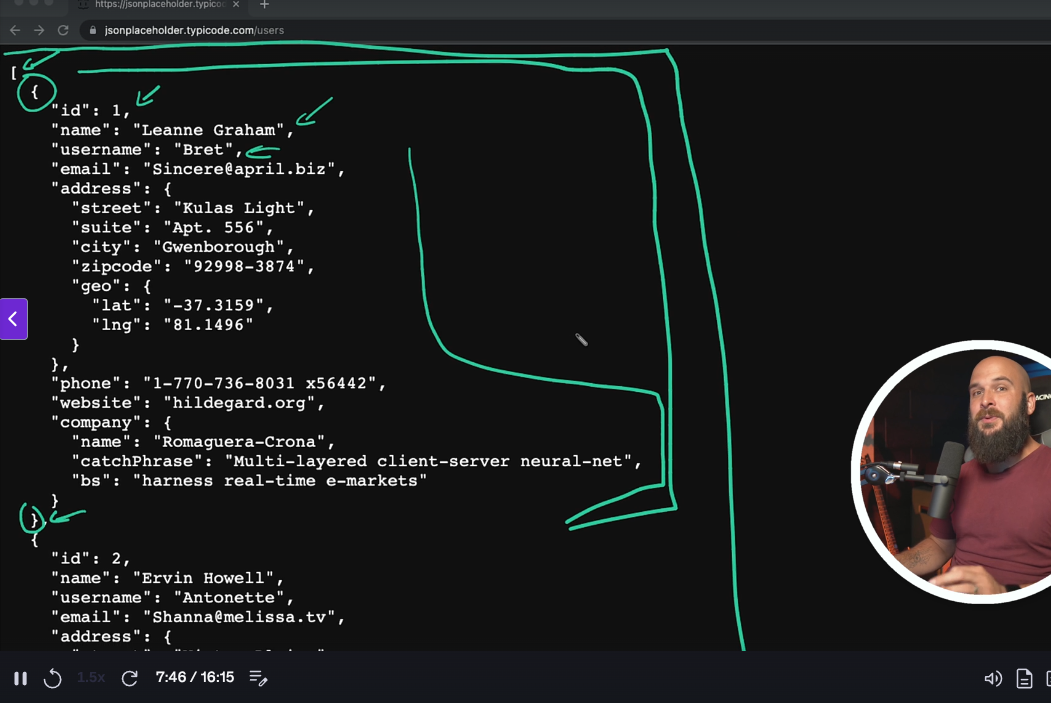 https://jsonplaceholder.typicod
jsonplaceholder.typicode.com/users
[
{
"id": 1,
"name": "Leanne Graham",
"username": "Bret",
"email": "Sincere@april.biz",
"address": {
"street": "Kulas Light",
"suite": "Apt. 556",
"city": "Gwenborough",
"zipcode": "92998-3874",
"geo": {
"lat": "-37.3159",
"lng": "81.1496"
}
},
"phone": "1-770-736-8031 x56442",
"website": "hildegard.org",
"company": {
"name": "Romaguera-Crona",
"catchPhrase": "Multi-layered client-server neural-net",
"bs": "harness real-time e-markets"
}
},
{
"id": 2,
"name": "Ervin Howell",
"username": "Antonette",
"email": "Shanna@melissa.tv",
"address": {
1.5x 7:46 / 16:15